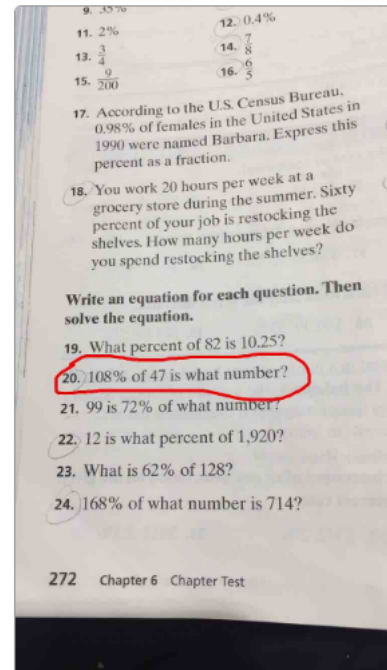 9. 35%
11. 2%
12. 0.4%
13. 3/4
14. 7/8
15. 9/200
16. 6/5
17. According to the U.S. Census Bureau,
0.98% of females in the United States in
1990 were named Barbara. Express this
percent as a fraction.
18. You work 20 hours per week at a
grocery store during the summer. Sixty
percent of your job is restocking the
shelves. How many hours per week do
you spend restocking the shelves?
Write an equation for each question. Then
solve the equation.
19. What percent of 82 is 10.25?
20. 108% of 47 is what number?
21. 99 is 72% of what number?
22. 12 is what percent of 1,920?
23. What is 62% of 128?
24. 168% of what number is 714?
272 Chapter 6 Chapter Test